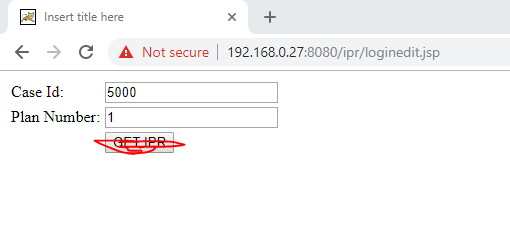 Insert title here
Not secure | 192.168.0.27:8080/ipr/loginedit.jsp
Case Id: 5000
Plan Number: 1
GET IPR